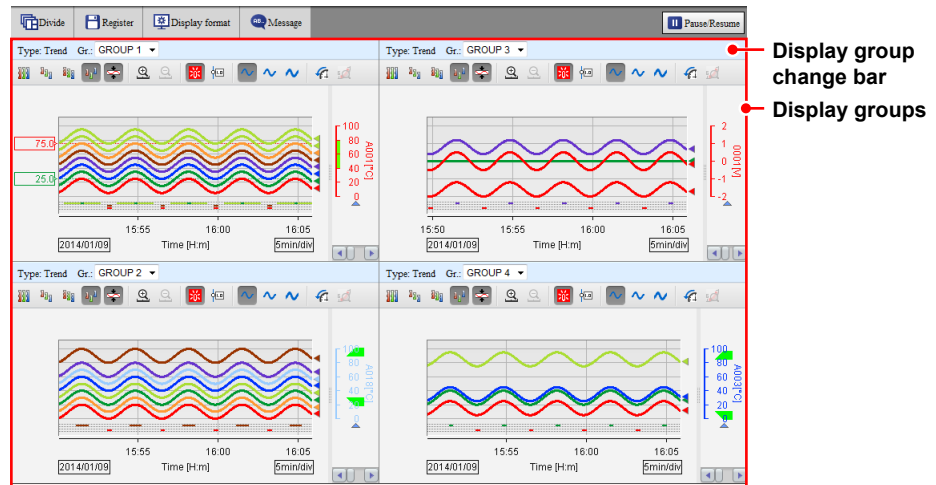 Divide Register Display format AB. Message Pause/Resume
Type: Trend Gr.: GROUP 1
Type: Trend Gr.: GROUP 3
Display group
change bar
Display groups
75.0
25.0
100
80
60
40
20
0
A001[°C]
15:55 16:00 16:05
2014/01/09 Time [H:m] 5min/div
2
1
0
-1
-2
0001[M]
15:50 15:55 16:00 16:05
2014/01/09 Time [H:m] 5min/div
Type: Trend Gr.: GROUP 2
Type: Trend Gr.: GROUP 4
100
80
60
40
20
0
15:55 16:00 16:05
2014/01/09 Time [H:m] 5min/div
100
80
60
40
20
0
A003[°C]
15:55 16:00 16:05
2014/01/09 Time [H:m] 5min/div